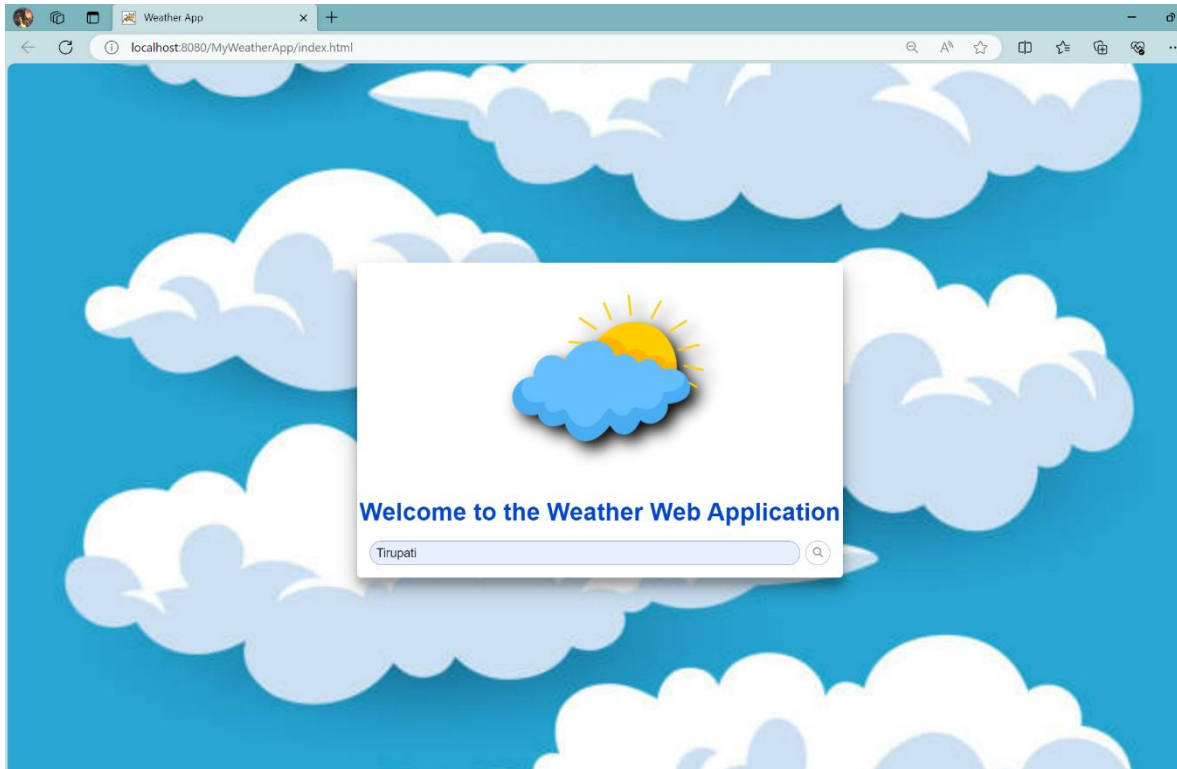 Weather App
localhost:8080/MyWeatherApp/index.html
Welcome to the Weather Web Application
Tirupati